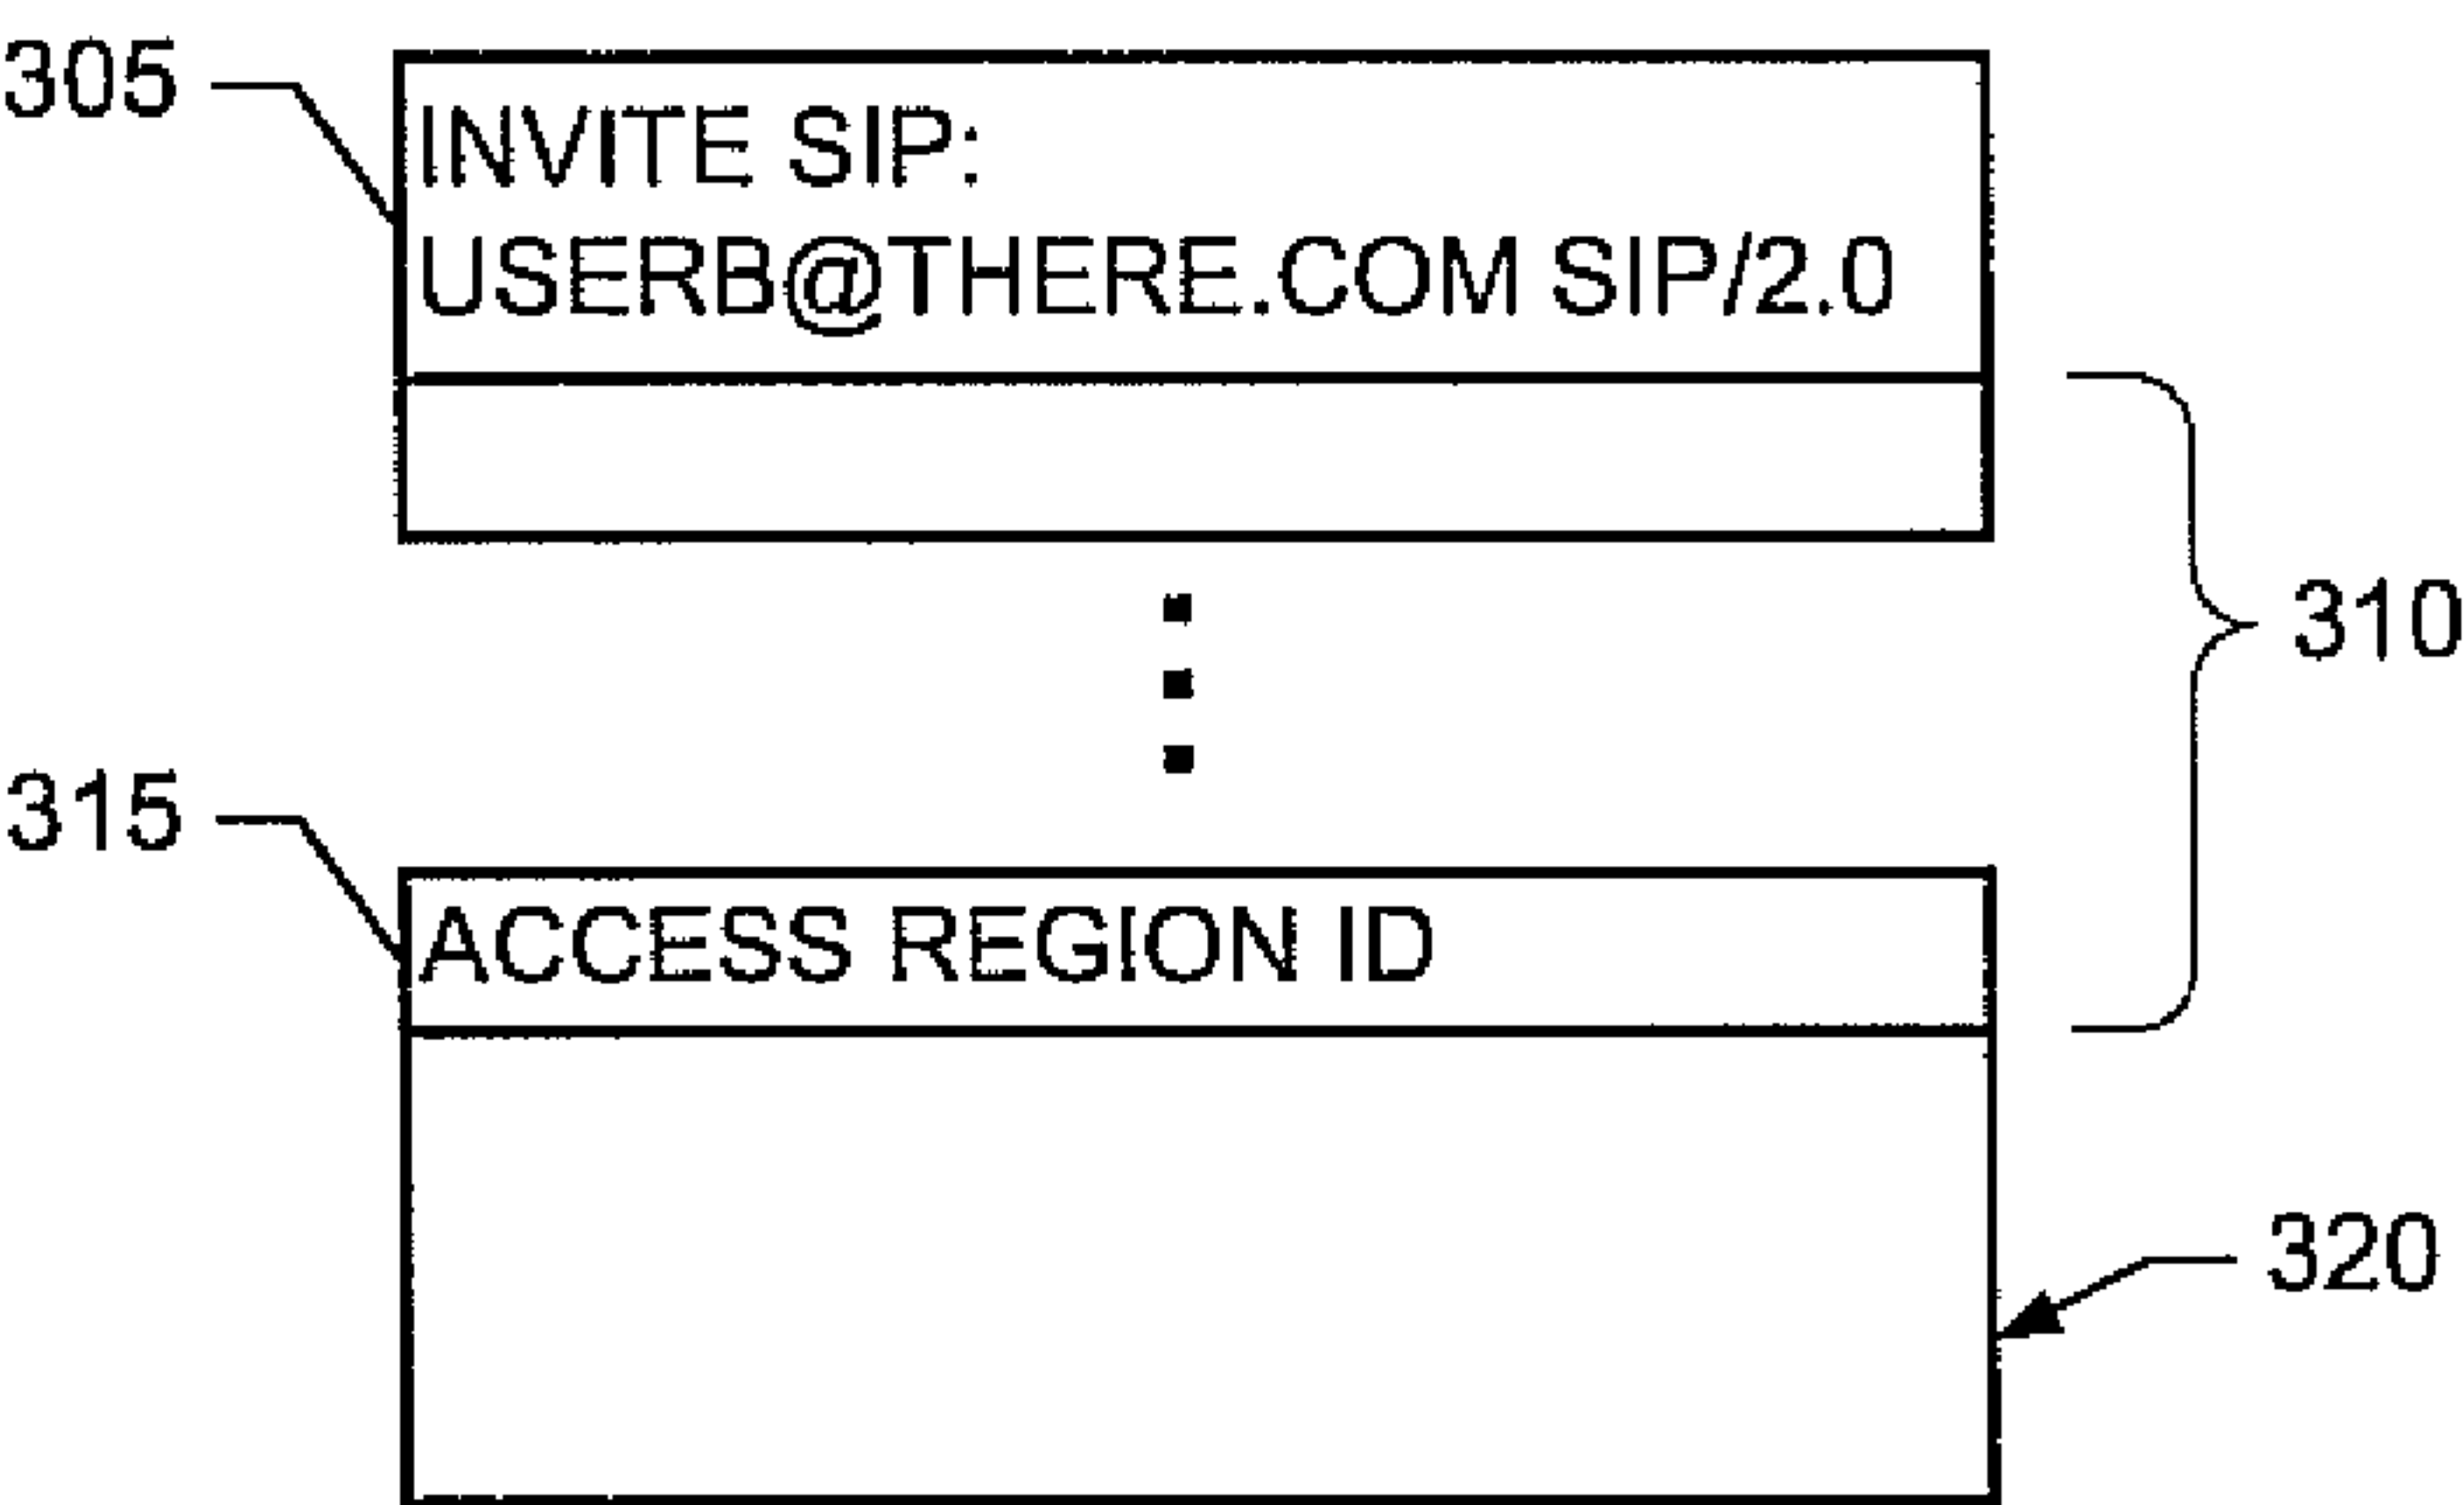 305
INVITE SIP:
USERB@THERE.COM SIP/2.0
310
315
ACCESS REGION ID
320